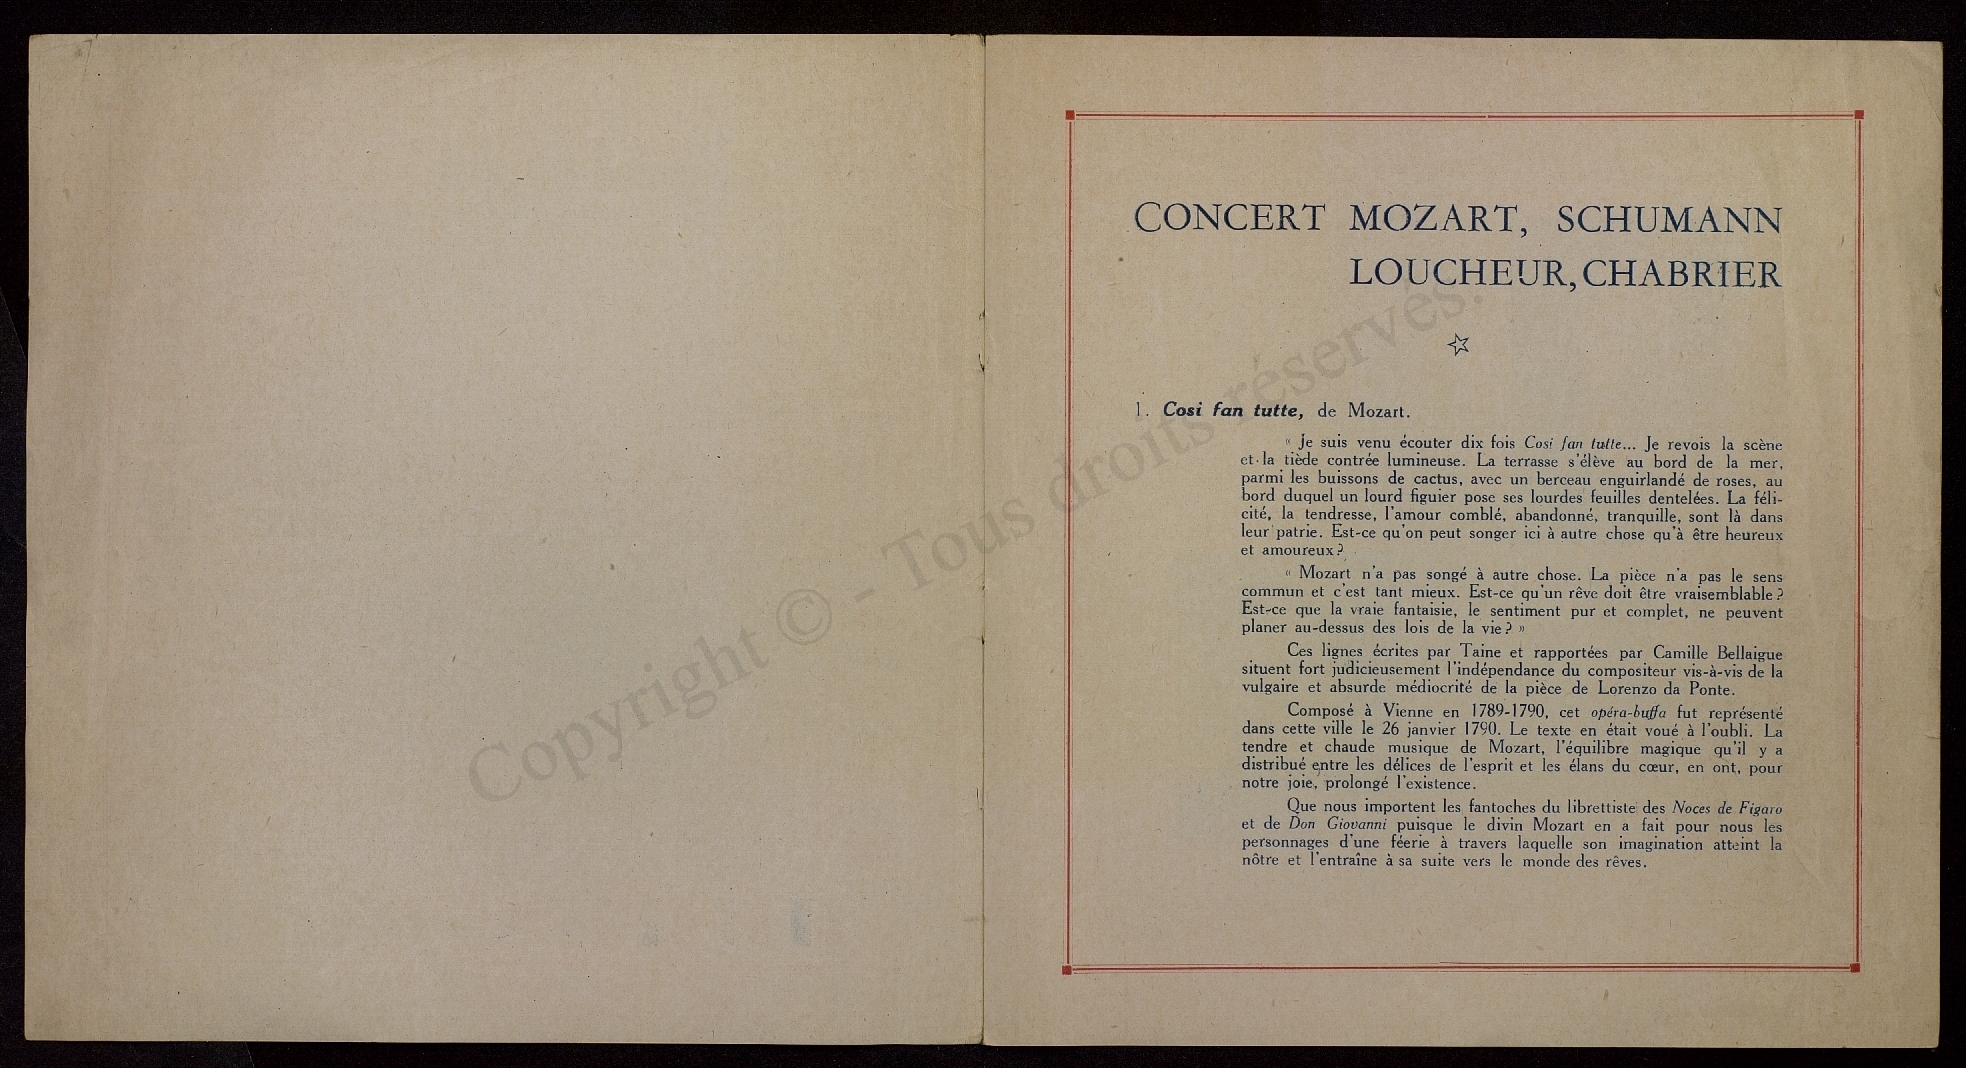 CONCERT MOZART, SCHUMANN
LOUCHEUR, CHABRIER
1. Cosi fan tutte, de Mozart.
« Je suis venu écouter dix fois Cosi fan tutte... Je revois la scène
et la tiède contrée lumineuse. La terrasse s'élève au bord de la mer,
parmi les buissons de cactus, avec un berceau enguirlandé de roses, au
bord duquel un lourd figuier pose ses lourdes feuilles dentelées. La féli-
cité, la tendresse, l'amour comblé, abandonné, tranquille, sont là dans
leur patrie. Est-ce qu'on peut songer ici à autre chose qu'à être heureux
et amoureux ?
« Mozart n'a pas songé à autre chose. La pièce n'a pas le sens
commun et c'est tant mieux. Est-ce qu'un rêve doit être vraisemblable ?
Est-ce que la vraie fantaisie, le sentiment pur et complet, ne peuvent
planer au-dessus des lois de la vie ? »
Ces lignes écrites par Taine et rapportées par Camille Bellaigue
situent fort judicieusement l'indépendance du compositeur vis-à-vis de la
vulgaire et absurde médiocrité de la pièce de Lorenzo da Ponte.
Composé à Vienne en 1789-1790, cet opéra-buffa fut représenté
dans cette ville le 26 janvier 1790. Le texte en était voué à l'oubli. La
tendre et chaude musique de Mozart, l'équilibre magique qu'il y a
distribué entre les délices de l'esprit et les élans du cœur, en ont, pour
notre joie, prolongé l'existence.
Que nous importent les fantoches du librettiste des Noces de Figaro
et de Don Giovanni puisque le divin Mozart en a fait pour nous les
personnages d'une féerie à travers laquelle son imagination atteint la
nôtre et l'entraîne à sa suite vers le monde des rêves.
Copyright © - Tous droits réservés.